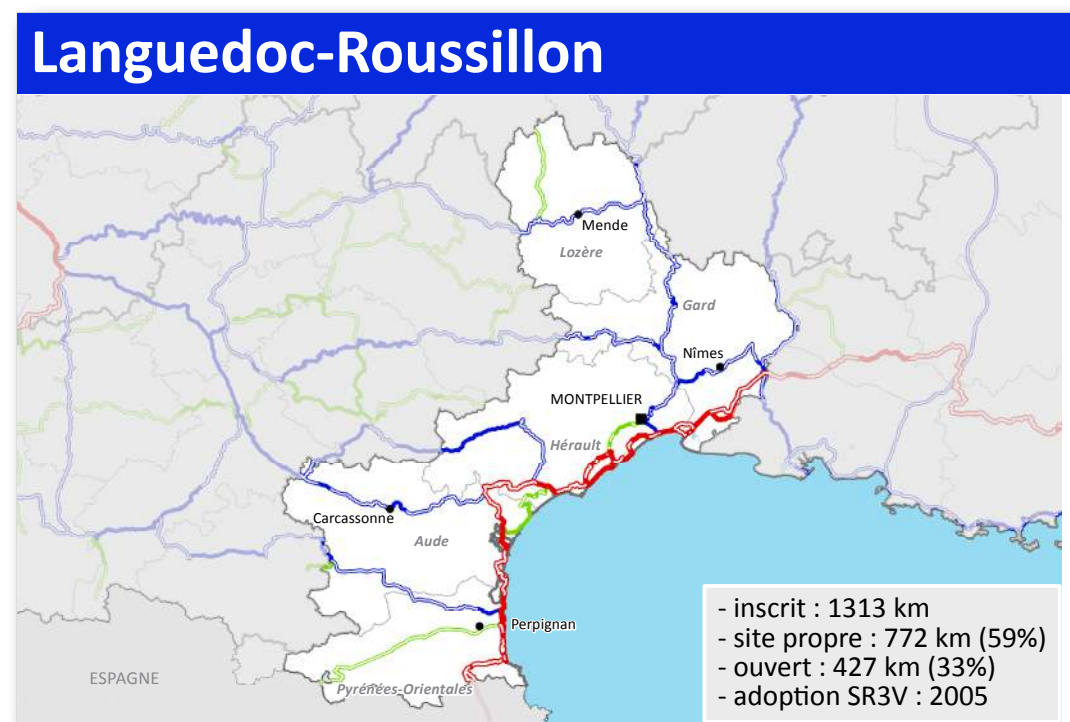 Languedoc-Roussillon
Mende
Lozère
Gard
Nîmes
MONTPELLIER
Hérault
Carcassonne
Aude
Perpignan
ESPAGNE
Pyrénées-Orientales
- inscrit : 1313 km
- site propre : 772 km (59%)
- ouvert : 427 km (33%)
- adoption SR3V : 2005